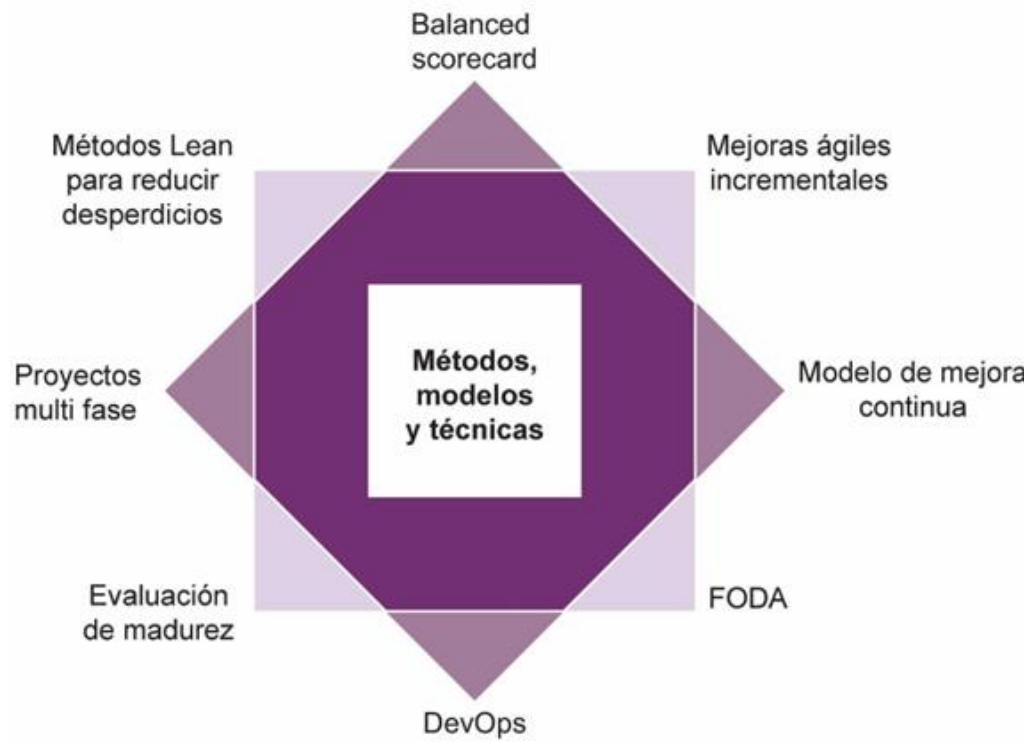 Balanced
scorecard
Métodos Lean
para reducir
desperdicios
Mejoras ágiles
incrementales
Proyectos
multi fase
Métodos,
modelos
y técnicas
Modelo de mejora
continua
Evaluación
de madurez
FODA
DevOps